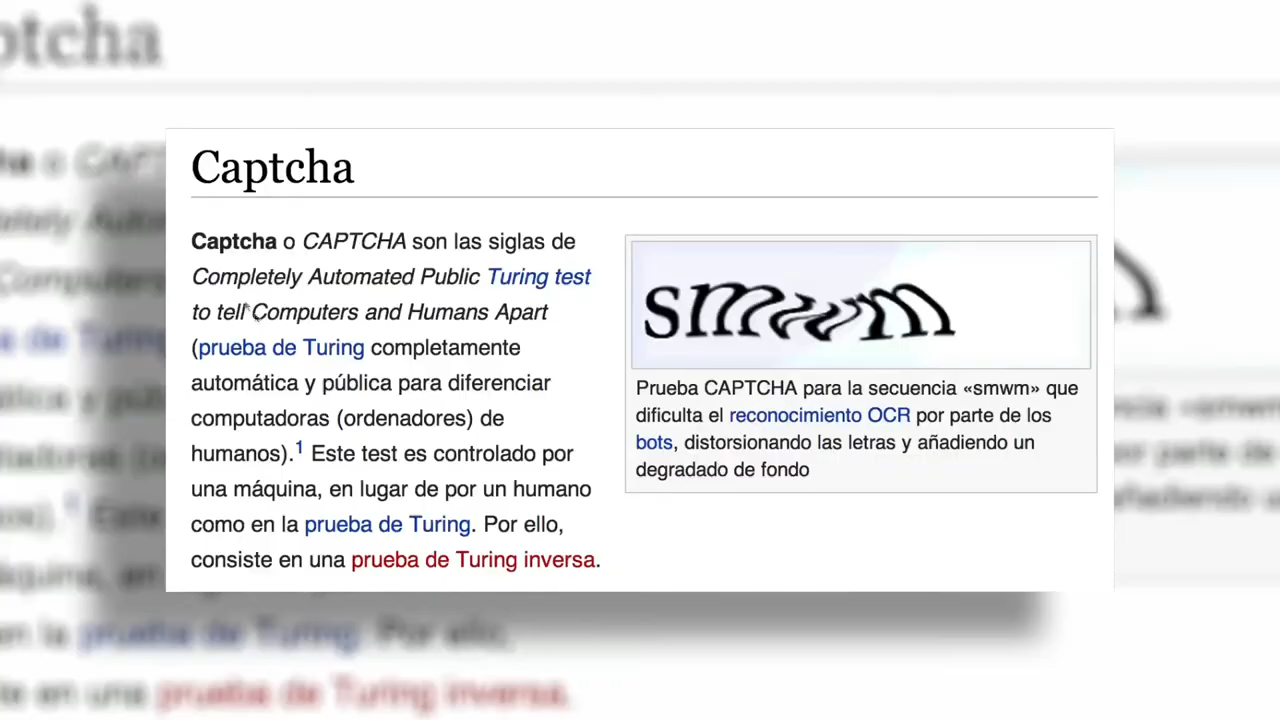 Captcha
Captcha o CAPTCHA son las siglas de
Completely Automated Public Turing test
to tell Computers and Humans Apart
(prueba de Turing completamente
automática y pública para diferenciar
computadoras (ordenadores) de
humanos).1 Este test es controlado por
una máquina, en lugar de por un humano
como en la prueba de Turing. Por ello,
consiste en una prueba de Turing inversa.
smwm
Prueba CAPTCHA para la secuencia «smwm» que
dificulta el reconocimiento OCR por parte de los
bots, distorsionando las letras y añadiendo un
degradado de fondo